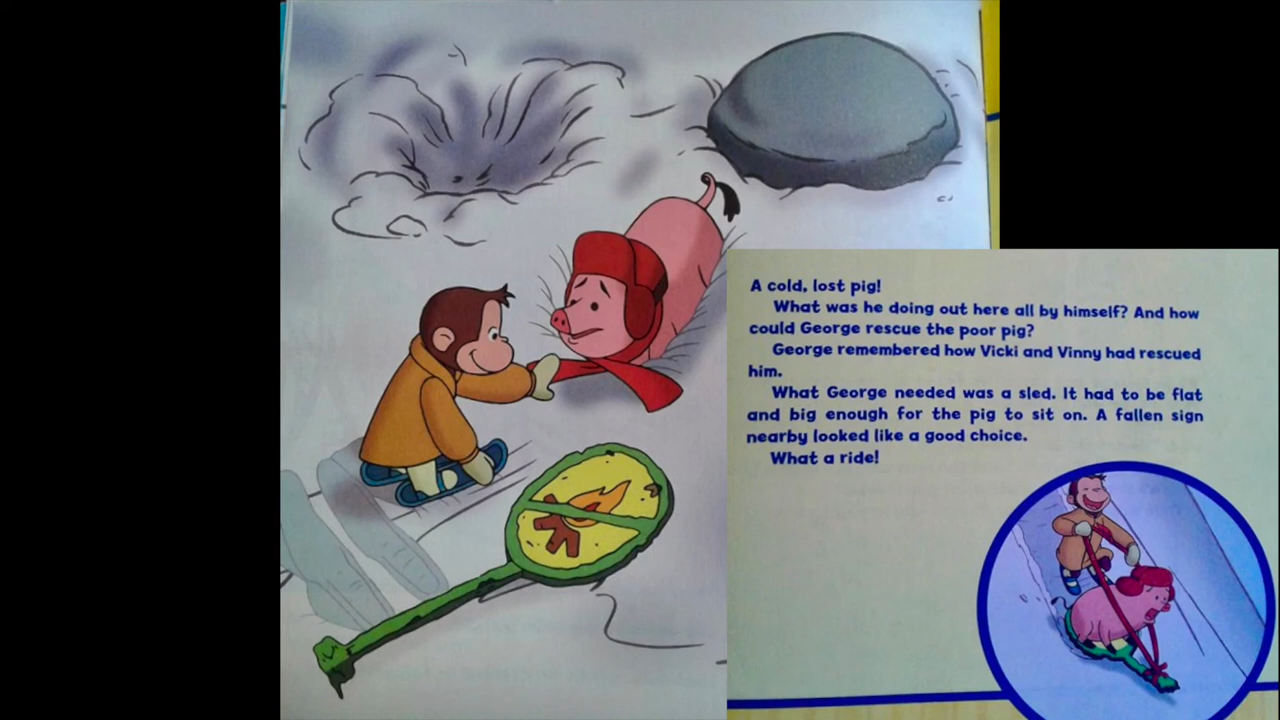 A cold, lost pig!
What was he doing out here all by himself? And how
could George rescue the poor pig?
George remembered how Vicki and Vinny had rescued
him.
What George needed was a sled. It had to be flat
and big enough for the pig to sit on. A fallen sign
nearby looked like a good choice.
What a ride!